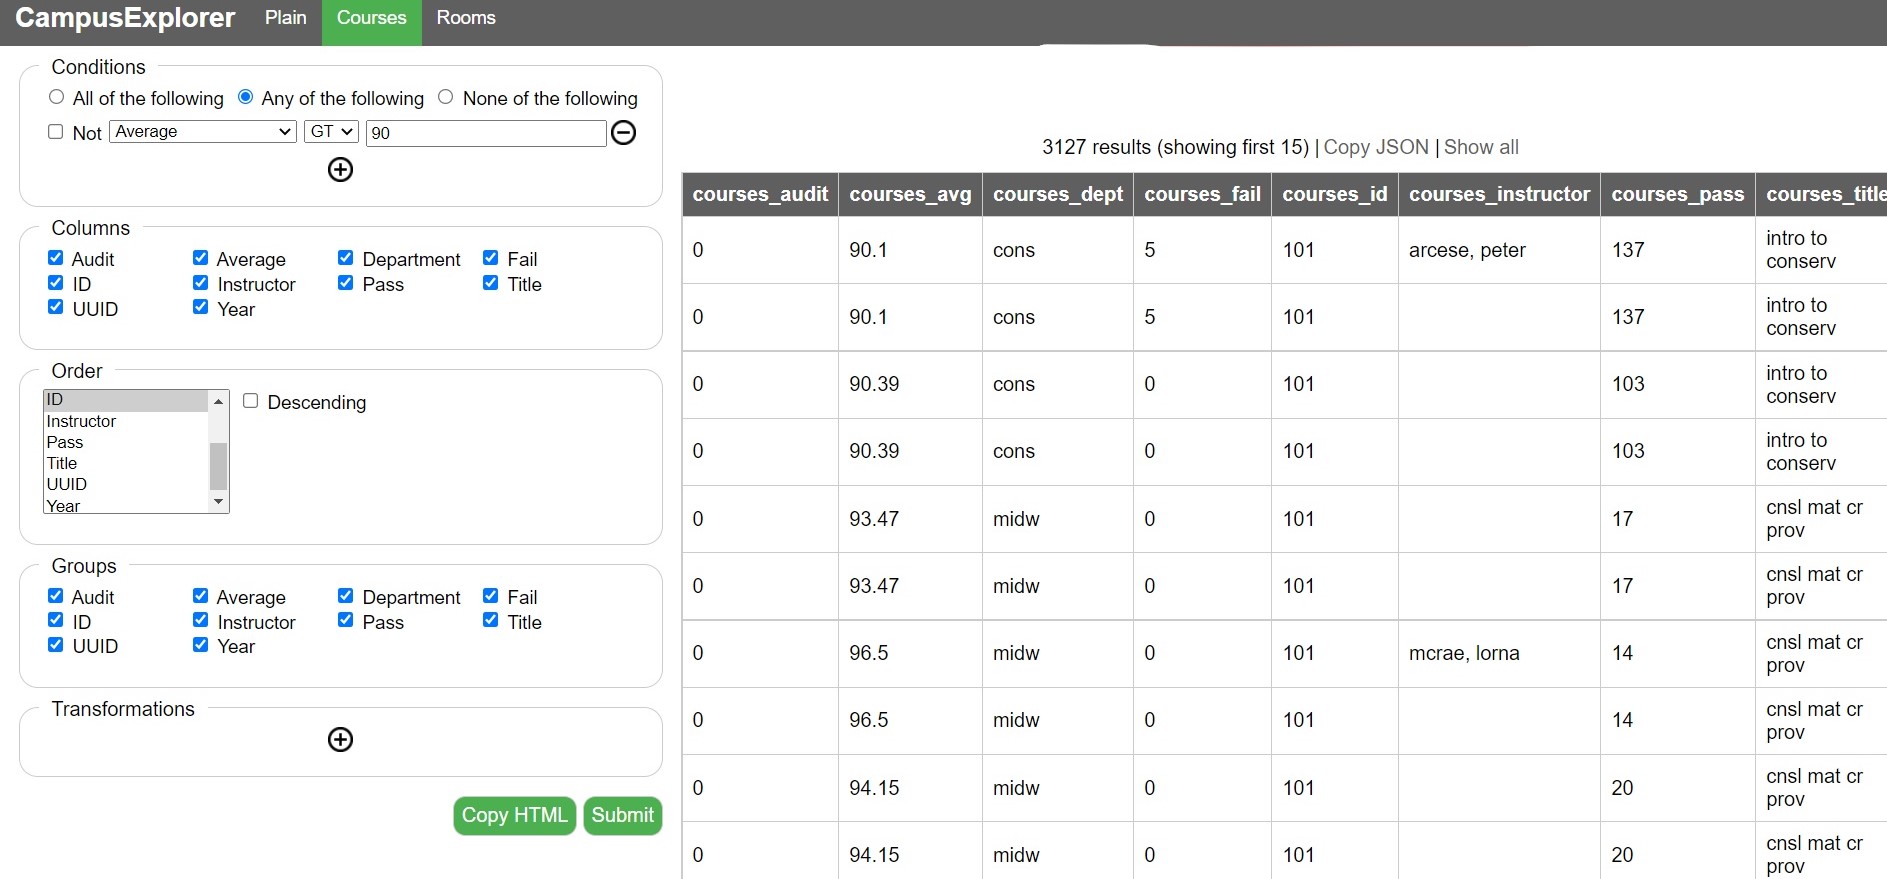 CampusExplorer Plain Courses Rooms
Conditions
All of the following Any of the following None of the following
Not Average GT 90
Columns
Audit Average Department Fail
ID Instructor Pass Title
UUID Year
Order
ID
Instructor
Pass
Title
UUID
Year
Descending
Groups
Audit Average Department Fail
ID Instructor Pass Title
UUID Year
Transformations
Copy HTML Submit
3127 results (showing first 15) | Copy JSON | Show all
courses_audit courses_avg courses_dept courses_fail courses_id courses_instructor courses_pass courses_title
0 90.1 cons 5 101 arcese, peter 137 intro to
conserv
0 90.1 cons 5 101 137 intro to
conserv
0 90.39 cons 0 101 103 intro to
conserv
0 90.39 cons 0 101 103 intro to
conserv
0 93.47 midw 0 101 17 cnsl mat cr
prov
0 93.47 midw 0 101 17 cnsl mat cr
prov
0 96.5 midw 0 101 mcrae, lorna 14 cnsl mat cr
prov
0 96.5 midw 0 101 14 cnsl mat cr
prov
0 94.15 midw 0 101 20 cnsl mat cr
prov
0 94.15 midw 0 101 20 cnsl mat cr
prov